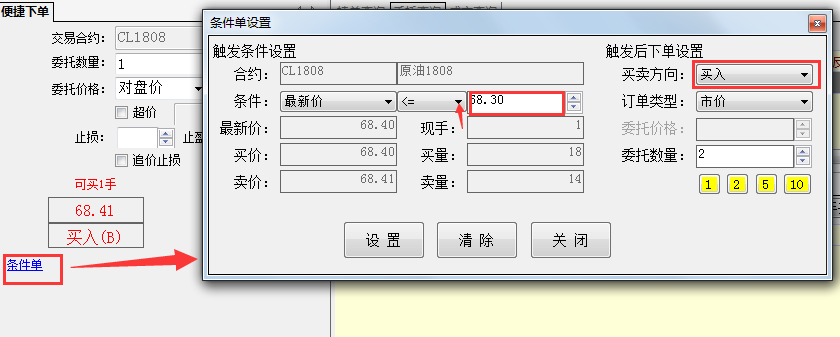 便捷下单
交易合约: CL1808
委托数量: 1
委托价格: 对盘价
超价
止损: 止盈
追价止损
可买1手
68.41
买入(B)
条件单
条件单设置
触发条件设置
合约: CL1808 原油1808
条件: 最新价 <= 68.30
最新价: 68.40 现手: 1
买价: 68.40 买量: 18
卖价: 68.41 卖量: 14
触发后下单设置
买卖方向: 买入
订单类型: 市价
委托价格:
委托数量: 2
1 2 5 10
设置 清除 关闭